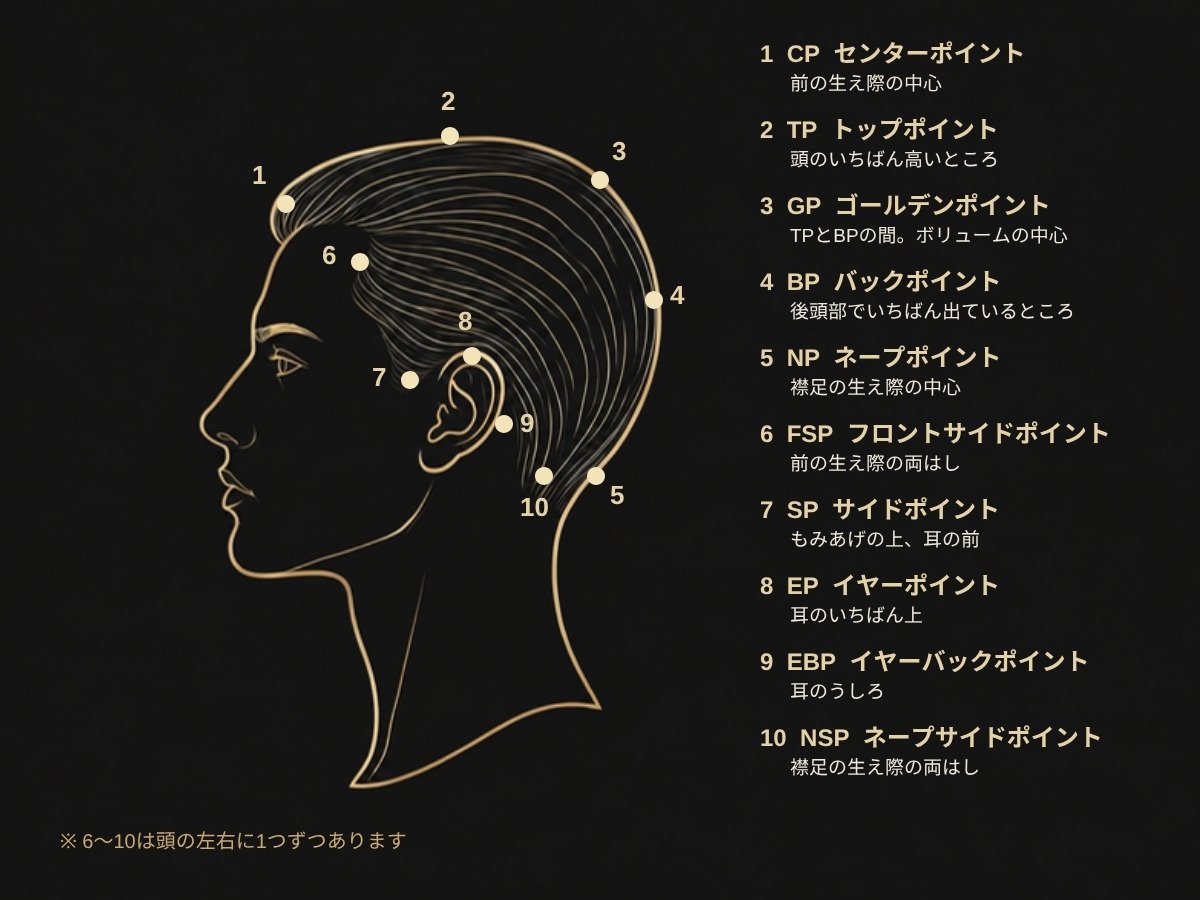 1 CP センターポイント
前の生え際の中心
2 TP トップポイント
頭のいちばん高いところ
3 GP ゴールデンポイント
TPとBPの間。ボリュームの中心
4 BP バックポイント
後頭部でいちばん出ているところ
5 NP ネープポイント
襟足の生え際の中心
6 FSP フロントサイドポイント
前の生え際の両はし
7 SP サイドポイント
もみあげの上、耳の前
8 EP イヤーポイント
耳のいちばん上
9 EBP イヤーバックポイント
耳のうしろ
10 NSP ネープサイドポイント
襟足の生え際の両はし
2
3
1
6
4
8
7
9
5
10
※ 6〜10は頭の左右に1つずつあります